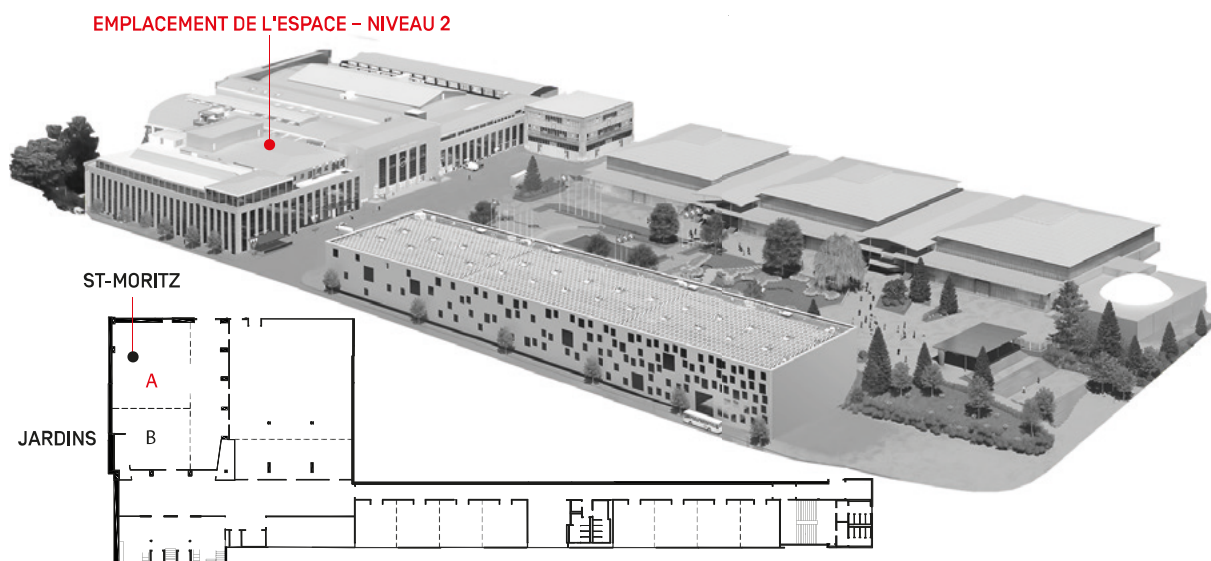 EMPLACEMENT DE L'ESPACE – NIVEAU 2
ST-MORITZ
A
JARDINS
B